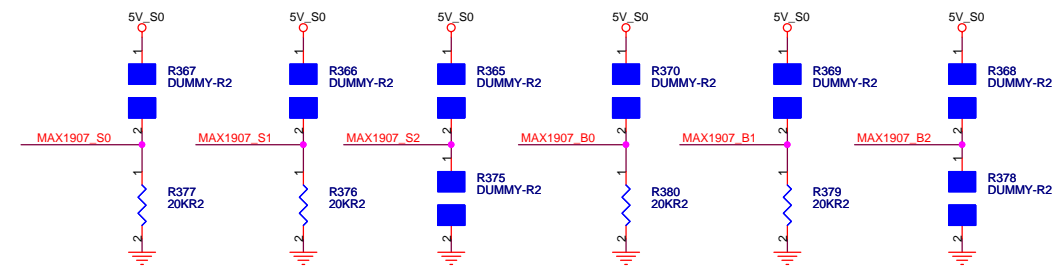 5V_S0 5V_S0 5V_S0 5V_S0 5V_S0 5V_S0
1 1 1 1 1 1
R367 R366 R365 R370 R369 R368
DUMMY-R2 DUMMY-R2 DUMMY-R2 DUMMY-R2 DUMMY-R2 DUMMY-R2
2 2 2 2 2 2
MAX1907_S0 MAX1907_S1 MAX1907_S2 MAX1907_B0 MAX1907_B1 MAX1907_B2
1 1 1 1 1 1
R377 R376 R375 R380 R379 R378
20KR2 20KR2 DUMMY-R2 20KR2 20KR2 DUMMY-R2
2 2 2 2 2 2